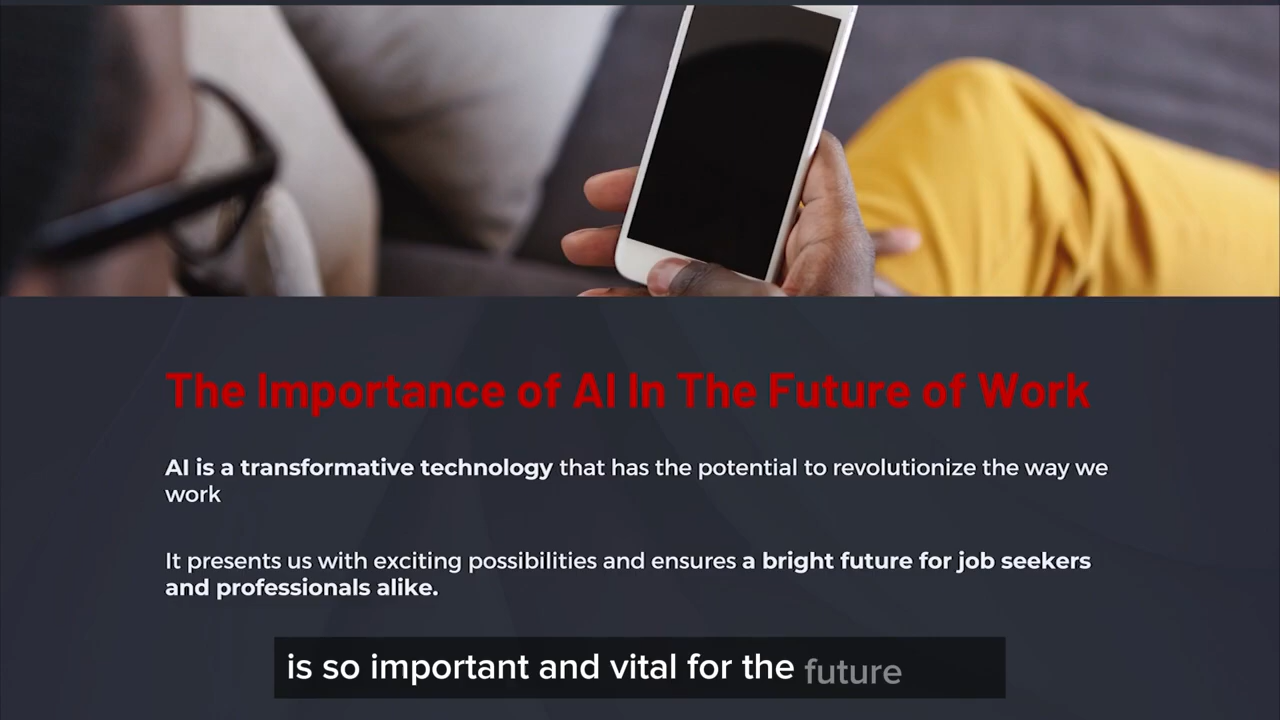 The Importance of AI In The Future of Work
AI is a transformative technology that has the potential to revolutionize the way we
work
It presents us with exciting possibilities and ensures a bright future for job seekers
and professionals alike.
is so important and vital for the future